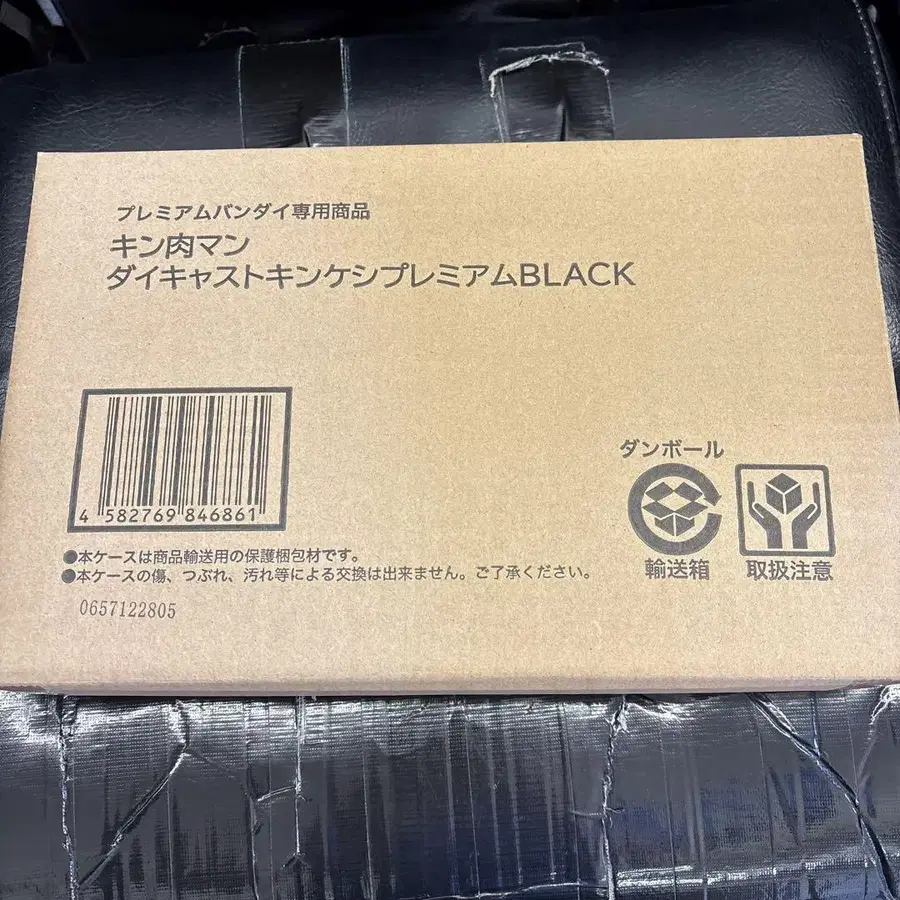 プレミアムバンダイ専用商品
キン肉マン
ダイキャストキンケシプレミアムBLACK
4 582769 846861
ダンボール
輸送箱 取扱注意
●本ケースは商品輸送用の保護梱包材です。
●本ケースの傷、つぶれ、汚れ等による交換は出来ません。ご了承ください。
0657122805